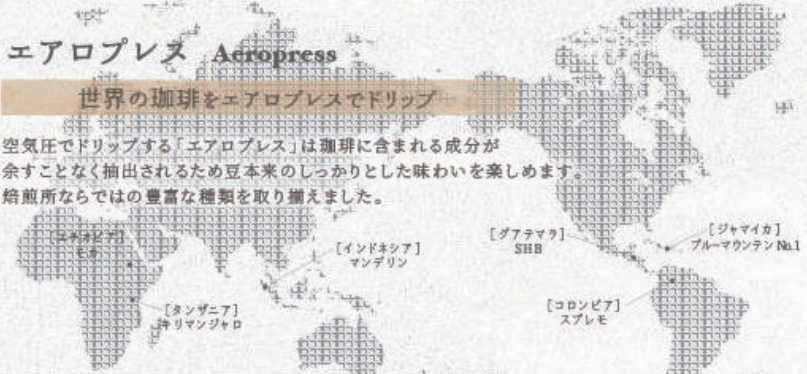 エアロプレス Aeropress
世界の珈琲をエアロプレスでドリップ
空気圧でドリップする「エアロプレス」は珈琲に含まれる成分が
余すことなく抽出されるため豆本来のしっかりとした味わいを楽しめます。
焙煎所ならではの豊富な種類を取り揃えました。
[エチオピア]
モカ
[タンザニア]
キリマンジャロ
[インドネシア]
マンデリン
[グアテマラ]
SHB
[ジャマイカ]
ブルーマウンテン No.1
[コロンビア]
スプレモ